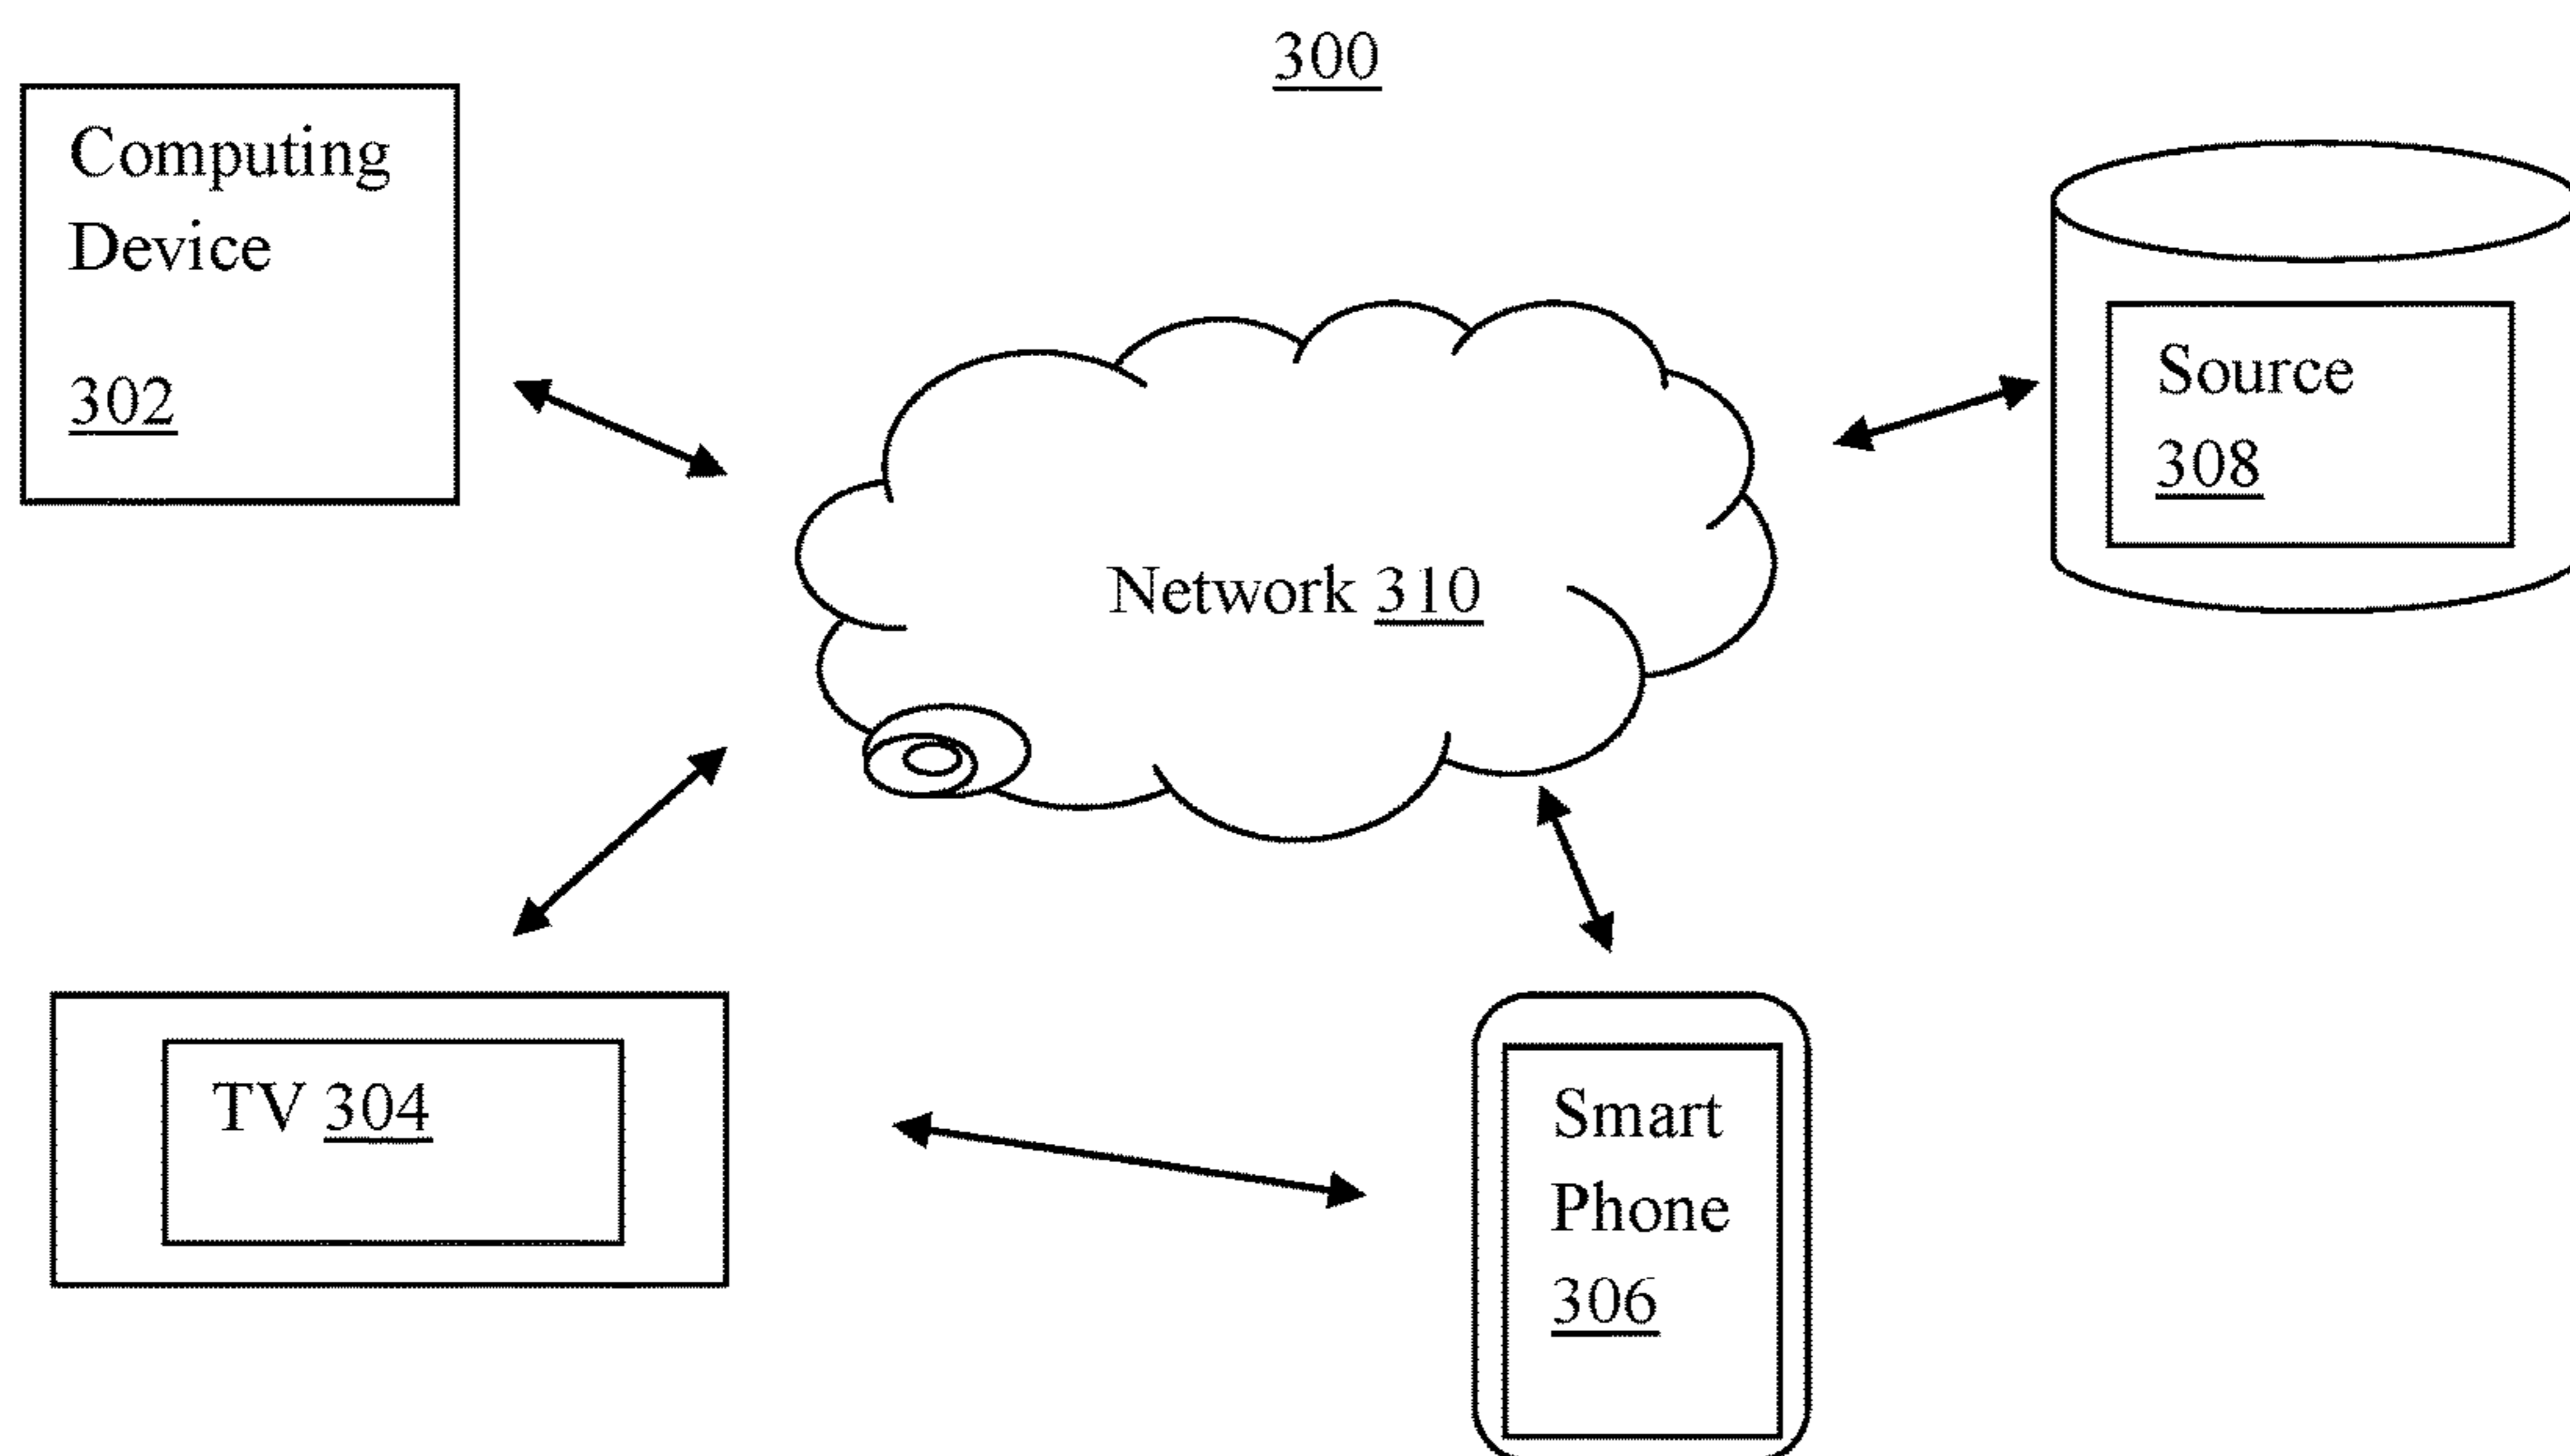 300
Computing
Device
302
Source
308
Network 310
TV 304
Smart
Phone
306